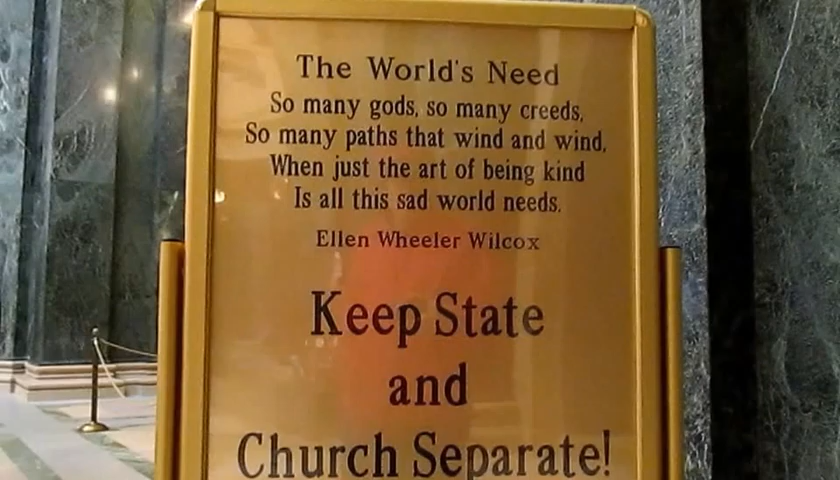 The World's Need
So many gods, so many creeds,
So many paths that wind and wind,
When just the art of being kind
Is all this sad world needs.
Ellen Wheeler Wilcox
Keep State
and
Church Separate!